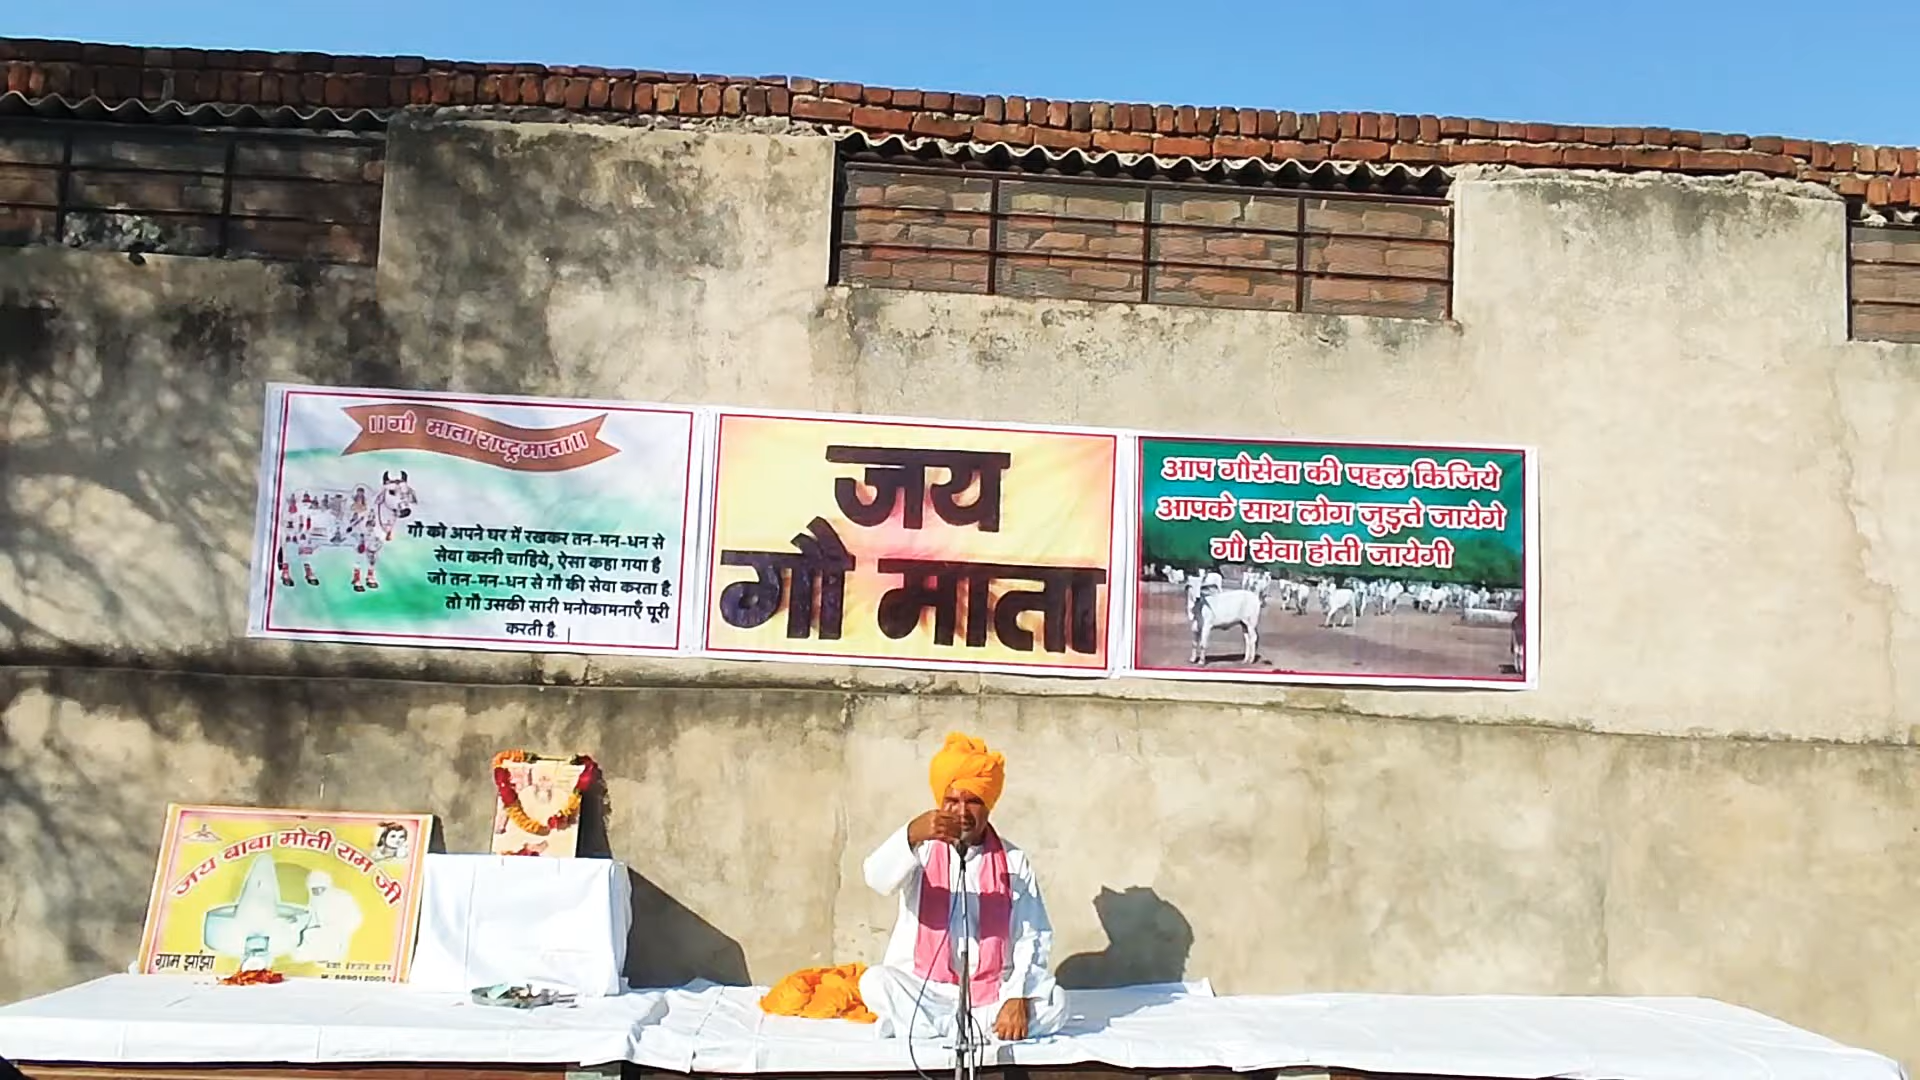 ॥ गौ माता राष्ट्रमाता॥
गौ को अपने घर में रखकर तन-मन-धन से
सेवा करनी चाहिये, ऐसा कहा गया है
जो तन-मन-धन से गौ की सेवा करता है
तो गौ उसकी सारी मनोकामनाएँ पूरी
करती है।
जय
गौ माता
आप गौसेवा की पहल किजिये
आपके साथ लोग जुड़ते जायेगे
गौ सेवा होती जायेगी
जय बाबा मोती राम जी
ग्राम झांझा